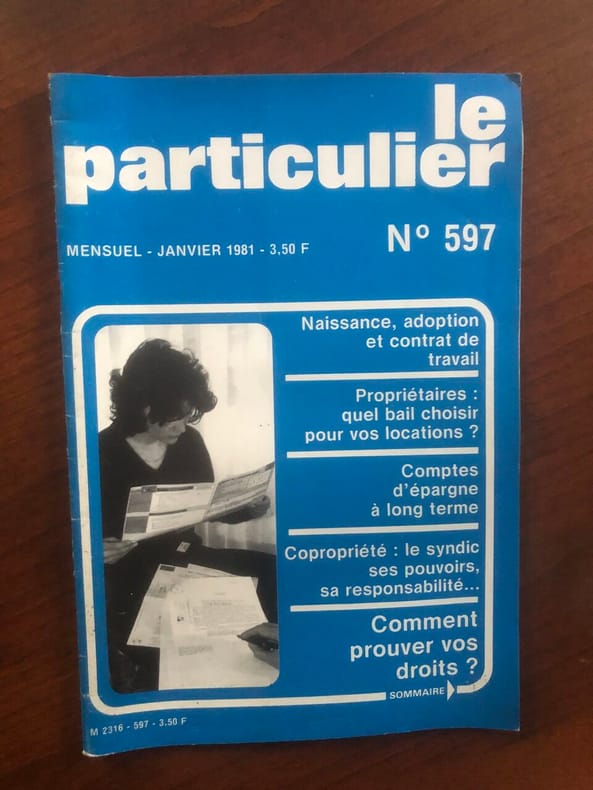 le
particulier
MENSUEL - JANVIER 1981 - 3,50 F
Nº 597
Naissance, adoption
et contrat de
travail
Propriétaires :
quel bail choisir
pour vos locations ?
Comptes
d'épargne
à long terme
Copropriété : le syndic
ses pouvoirs,
sa responsabilité...
Comment
prouver vos
droits ?
SOMMAIRE
M 2316 - 597 - 3,50 F